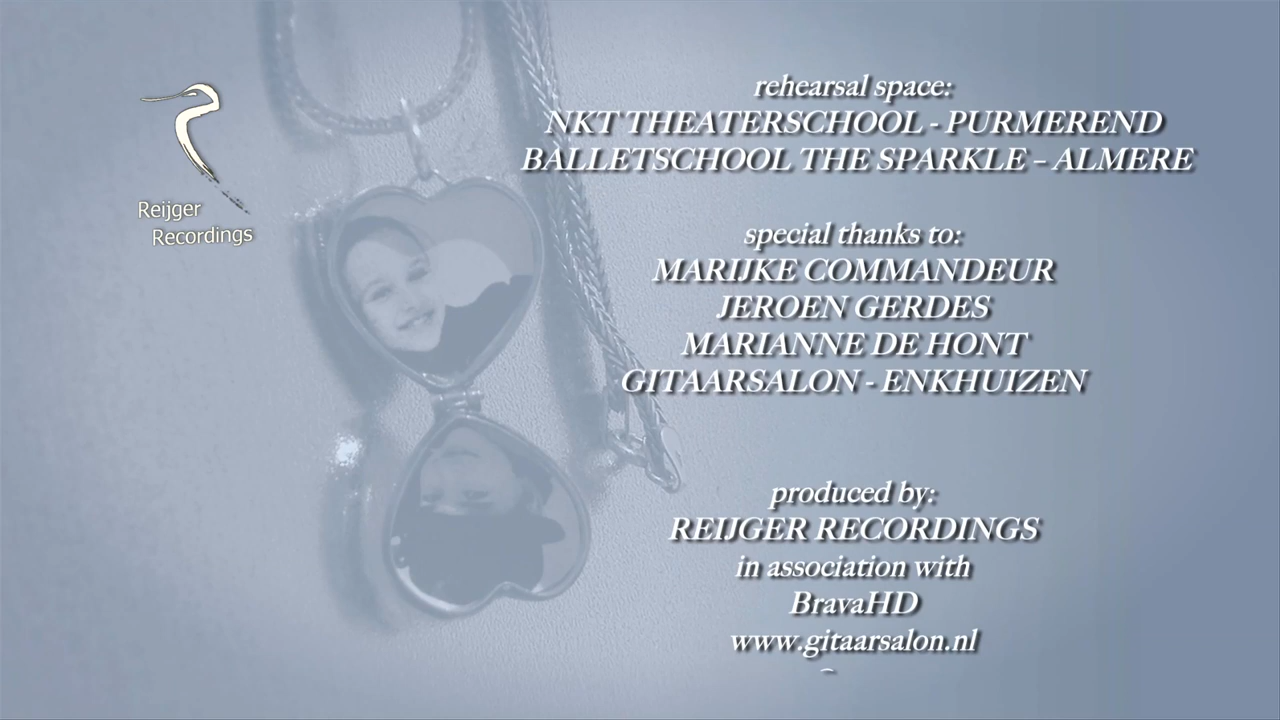 Reijger
Recordings
rehearsal space:
NKT THEATERSCHOOL - PURMEREND
BALLETSCHOOL THE SPARKLE – ALMERE
special thanks to:
MARIJKE COMMANDEUR
JEROEN GERDES
MARIANNE DE HONT
GITAARSALON - ENKHUIZEN
produced by:
REIJGER RECORDINGS
in association with
BravaHD
www.gitaarsalon.nl